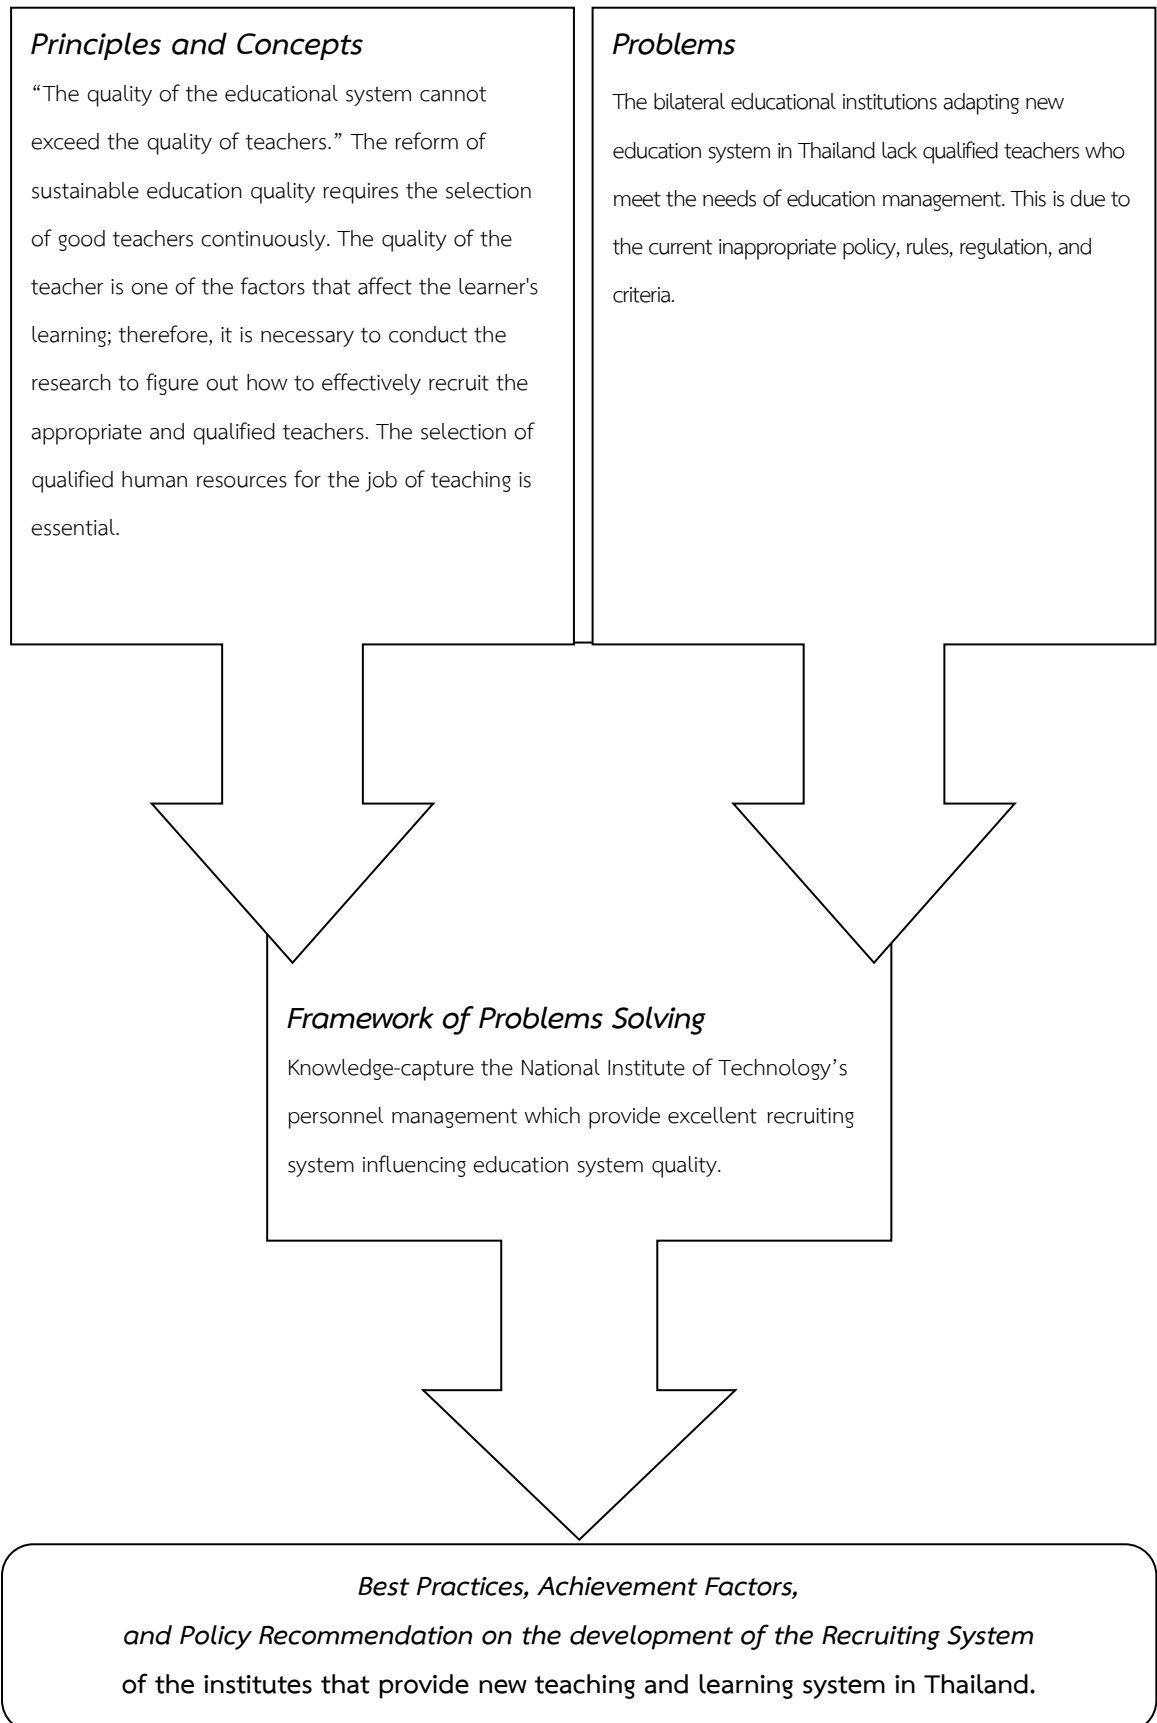 Principles and Concepts
“The quality of the educational system cannot
exceed the quality of teachers.” The reform of
sustainable education quality requires the selection
of good teachers continuously. The quality of the
teacher is one of the factors that affect the learner's
learning; therefore, it is necessary to conduct the
research to figure out how to effectively recruit the
appropriate and qualified teachers. The selection of
qualified human resources for the job of teaching is
essential.
Problems
The bilateral educational institutions adapting new
education system in Thailand lack qualified teachers who
meet the needs of education management. This is due to
the current inappropriate policy, rules, regulation, and
criteria.
Framework of Problems Solving
Knowledge-capture the National Institute of Technology’s
personnel management which provide excellent recruiting
system influencing education system quality.
Best Practices, Achievement Factors,
and Policy Recommendation on the development of the Recruiting System
of the institutes that provide new teaching and learning system in Thailand.